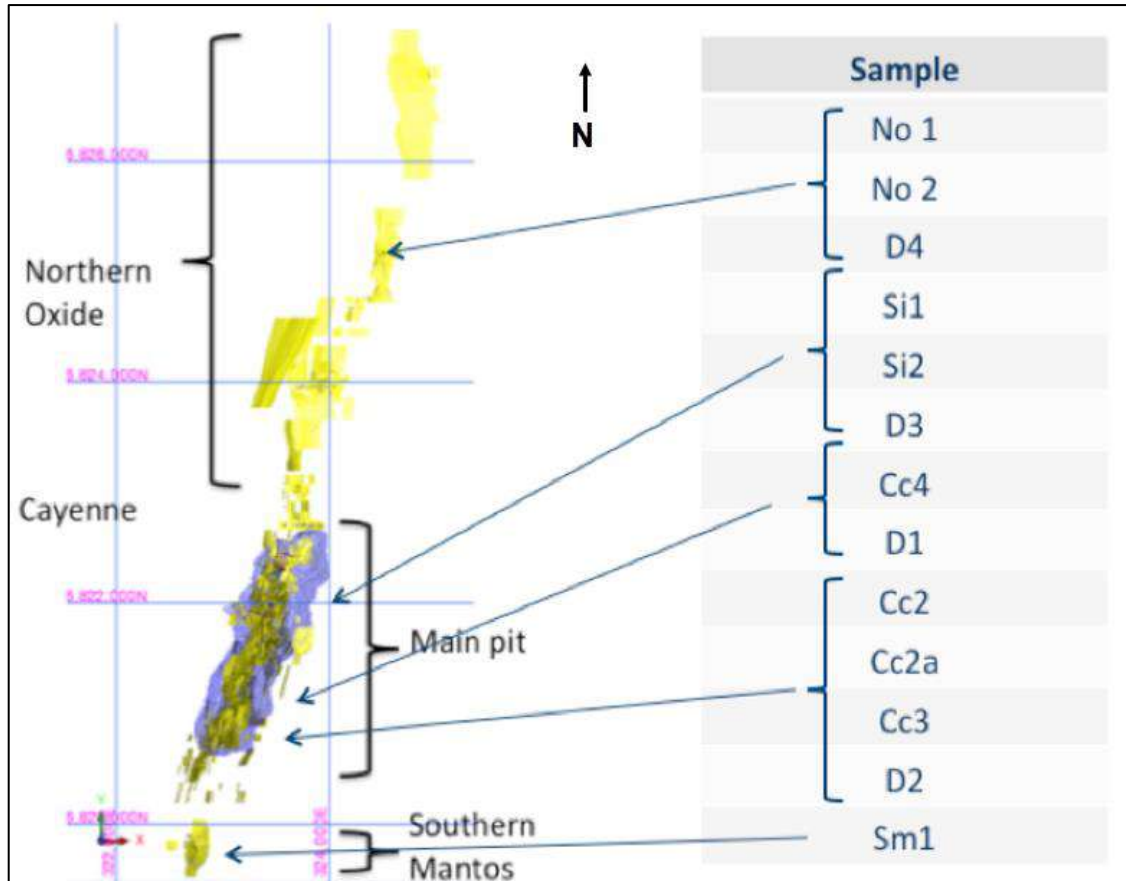 N
Sample
No 1
No 2
D4
Si1
Si2
D3
Cc4
D1
Cc2
Cc2a
Cc3
D2
Sm1
Northern
Oxide
Cayenne
Main pit
Southern
Mantos
Y
X